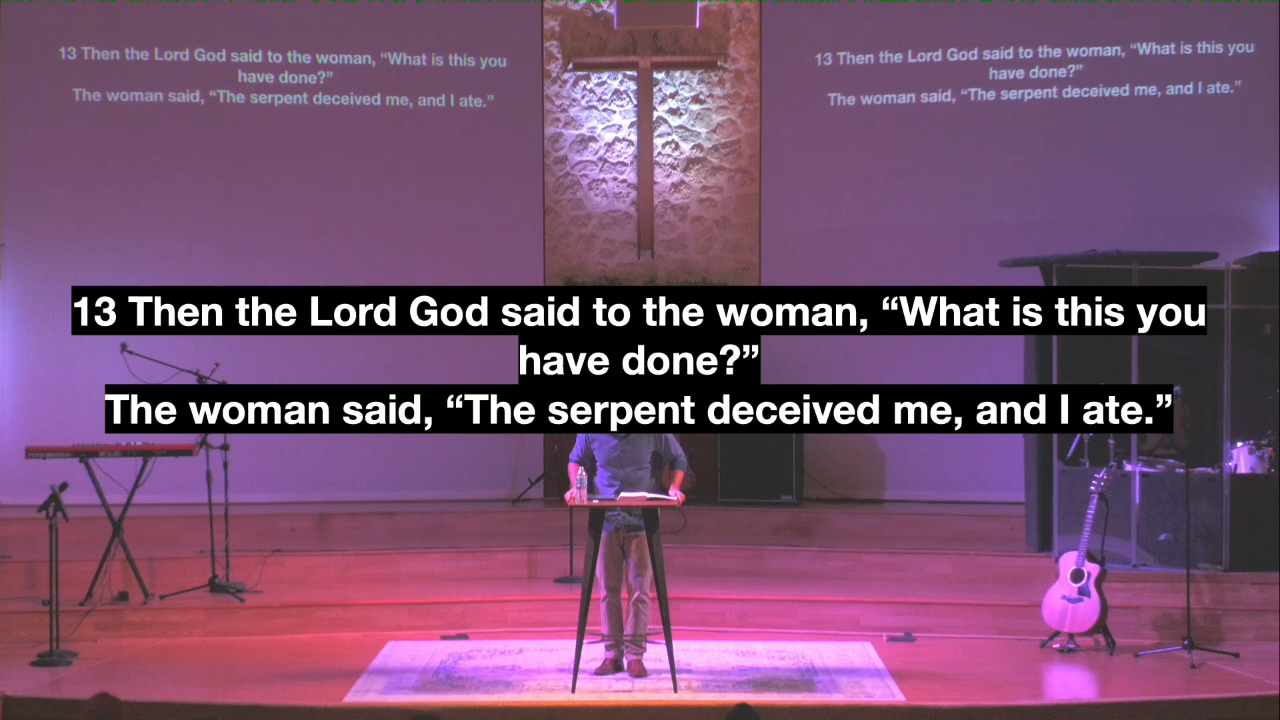 13 Then the Lord God said to the woman, “What is this you
have done?”
The woman said, “The serpent deceived me, and I ate.”
13 Then the Lord God said to the woman, “What is this you
have done?”
The woman said, “The serpent deceived me, and I ate.”
13 Then the Lord God said to the woman, “What is this you
have done?”
The woman said, “The serpent deceived me, and I ate.”